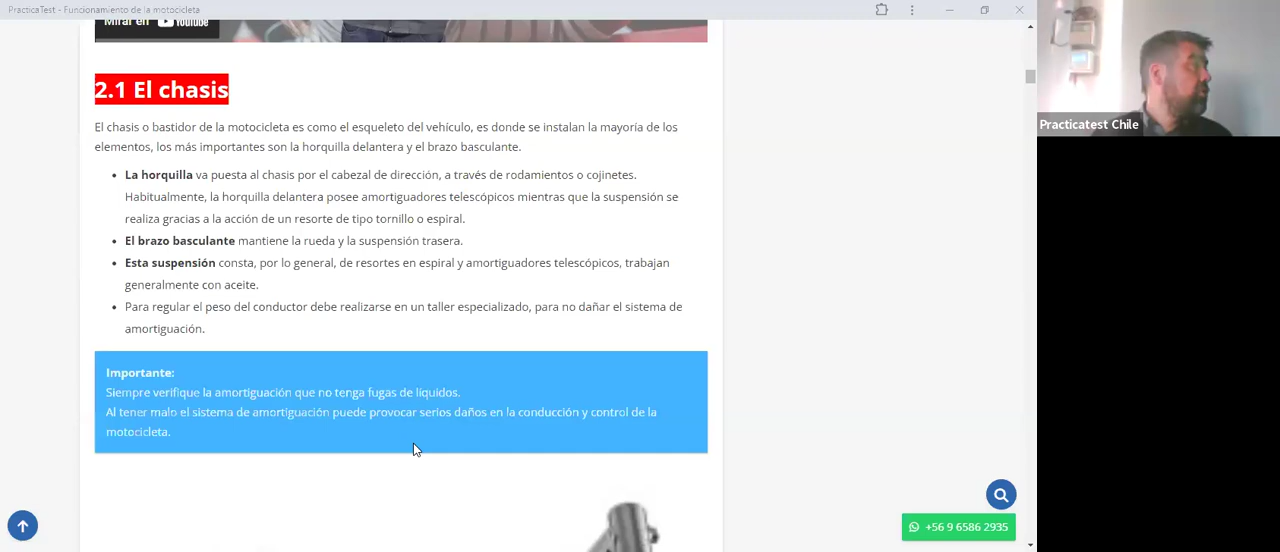 PracticaTest - Funcionamiento de la motocicleta
Mirar en YouTube
2.1 El chasis
El chasis o bastidor de la motocicleta es como el esqueleto del vehículo, es donde se instalan la mayoría de los
elementos, los más importantes son la horquilla delantera y el brazo basculante.
La horquilla va puesta al chasis por el cabezal de dirección, a través de rodamientos o cojinetes.
Habitualmente, la horquilla delantera posee amortiguadores telescópicos mientras que la suspensión se
realiza gracias a la acción de un resorte de tipo tornillo o espiral.
El brazo basculante mantiene la rueda y la suspensión trasera.
Esta suspensión consta, por lo general, de resortes en espiral y amortiguadores telescópicos, trabajan
generalmente con aceite.
Para regular el peso del conductor debe realizarse en un taller especializado, para no dañar el sistema de
amortiguación.
Importante:
Siempre verifique la amortiguación que no tenga fugas de líquidos.
Al tener malo el sistema de amortiguación puede provocar serios daños en la conducción y control de la
motocicleta.
+56 9 6586 2935
Practicatest Chile